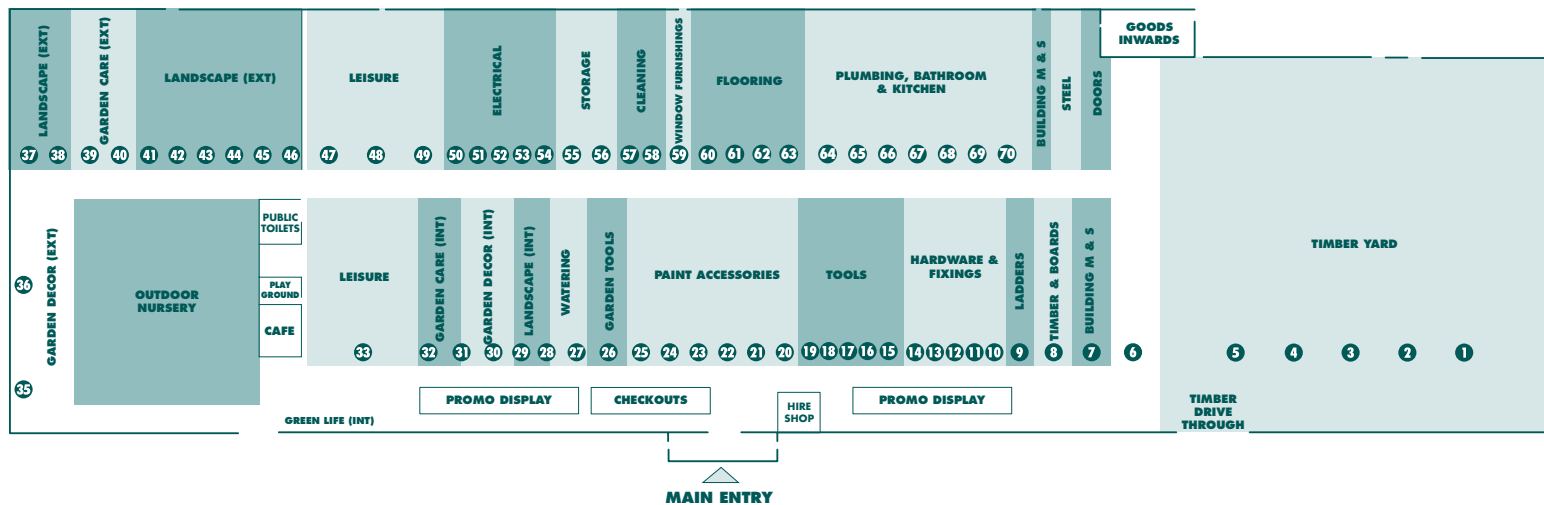 GOODS
INWARDS
LANDSCAPE (EXT)
GARDEN CARE (EXT)
LANDSCAPE (EXT)
LEISURE
ELECTRICAL
STORAGE
CLEANING
WINDOW FURNISHINGS
FLOORING
PLUMBING, BATHROOM
& KITCHEN
BUILDING M & S
STEEL
DOORS
37 38 39 40 41 42 43 44 45 46 47 48 49 50 51 52 53 54 55 56 57 58 59 60 61 62 63 64 65 66 67 68 69 70
36
GARDEN DECOR (EXT)
35
OUTDOOR
NURSERY
PUBLIC
TOILETS
PLAY
GROUND
CAFE
LEISURE
GARDEN CARE (INT)
GARDEN DECOR (INT)
LANDSCAPE (INT)
WATERING
GARDEN TOOLS
PAINT ACCESSORIES
TOOLS
HARDWARE &
FIXINGS
LADDERS
TIMBER & BOARDS
BUILDING M & S
TIMBER YARD
33 32 31 30 29 28 27 26 25 24 23 22 21 20 19 18 17 16 15 14 13 12 11 10 9 8 7 6 5 4 3 2 1
PROMO DISPLAY
CHECKOUTS
HIRE
SHOP
PROMO DISPLAY
TIMBER
DRIVE
THROUGH
GREEN LIFE (INT)
MAIN ENTRY